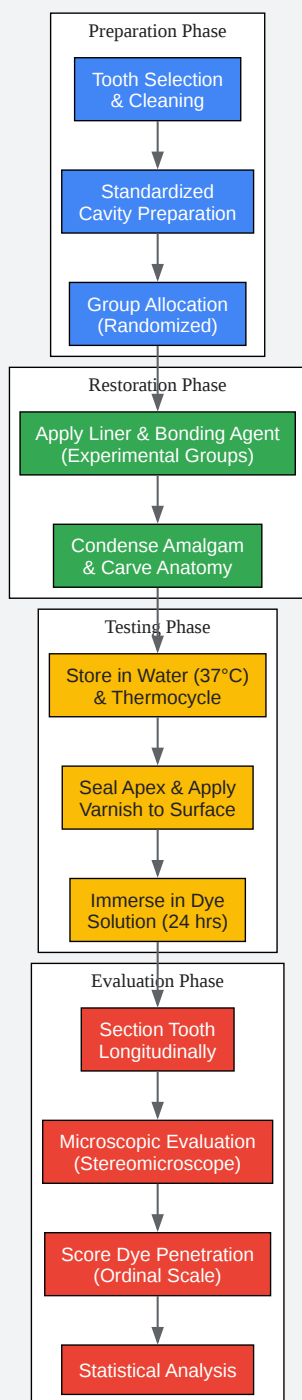 Preparation Phase
Tooth Selection
& Cleaning
Standardized
Cavity Preparation
Group Allocation
(Randomized)
Restoration Phase
Apply Liner & Bonding Agent
(Experimental Groups)
Condense Amalgam
& Carve Anatomy
Testing Phase
Store in Water (37°C)
& Thermocycle
Seal Apex & Apply
Varnish to Surface
Immerse in Dye
Solution (24 hrs)
Evaluation Phase
Section Tooth
Longitudinally
Microscopic Evaluation
(Stereomicroscope)
Score Dye Penetration
(Ordinal Scale)
Statistical Analysis